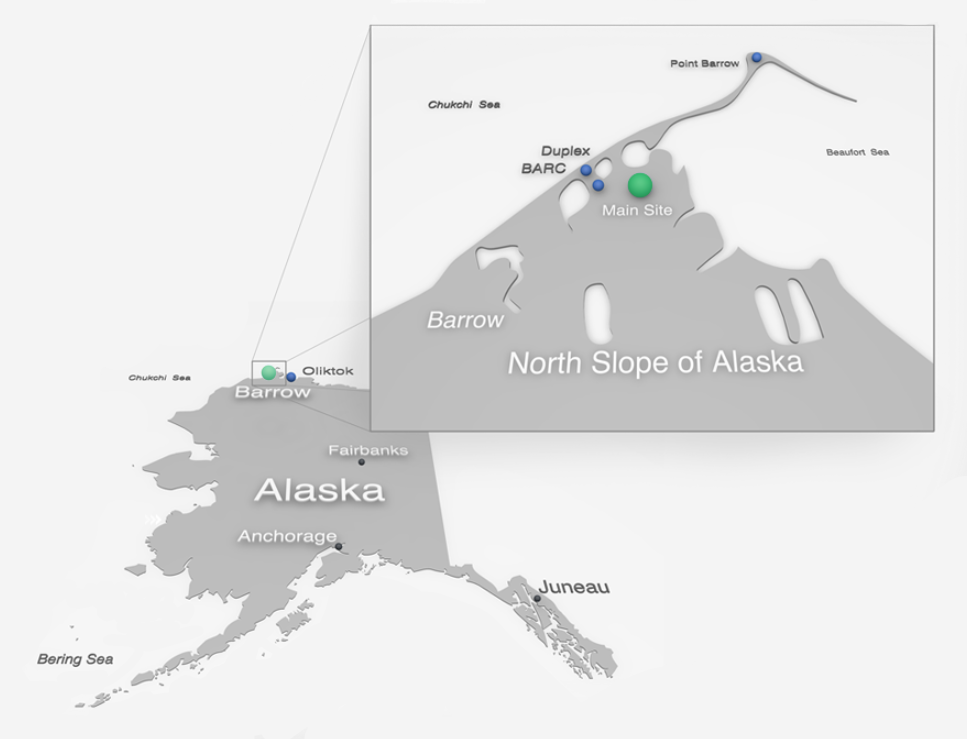 Point Barrow
Chukchi Sea
Beaufort Sea
Duplex
BARC
Main Site
Barrow
North Slope of Alaska
Chukchi Sea
Oliktok
Barrow
Fairbanks
Alaska
Anchorage
Juneau
Bering Sea